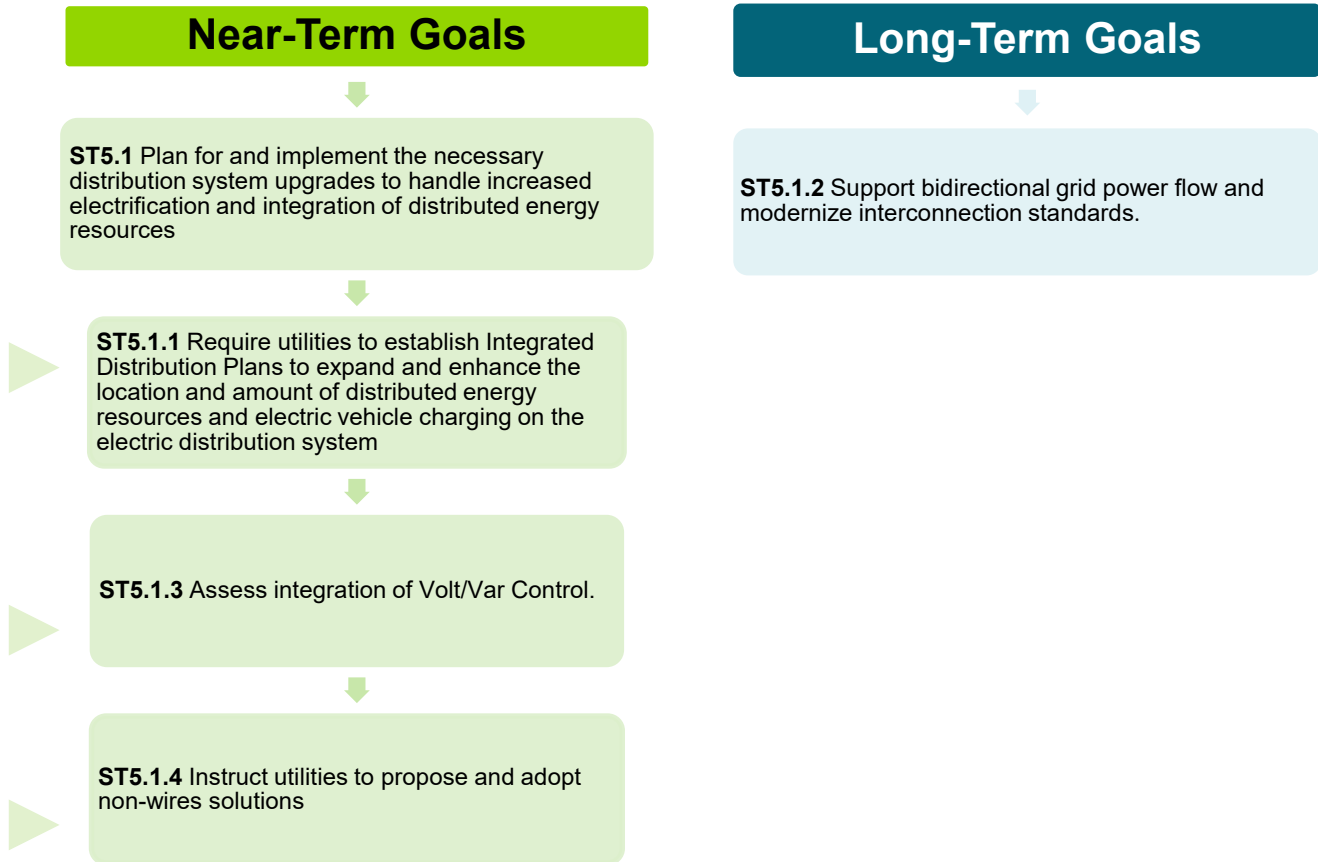 Near-Term Goals
ST5.1 Plan for and implement the necessary
distribution system upgrades to handle increased
electrification and integration of distributed energy
resources
ST5.1.1 Require utilities to establish Integrated
Distribution Plans to expand and enhance the
location and amount of distributed energy
resources and electric vehicle charging on the
electric distribution system
ST5.1.3 Assess integration of Volt/Var Control.
ST5.1.4 Instruct utilities to propose and adopt
non-wires solutions
Long-Term Goals
ST5.1.2 Support bidirectional grid power flow and
modernize interconnection standards.